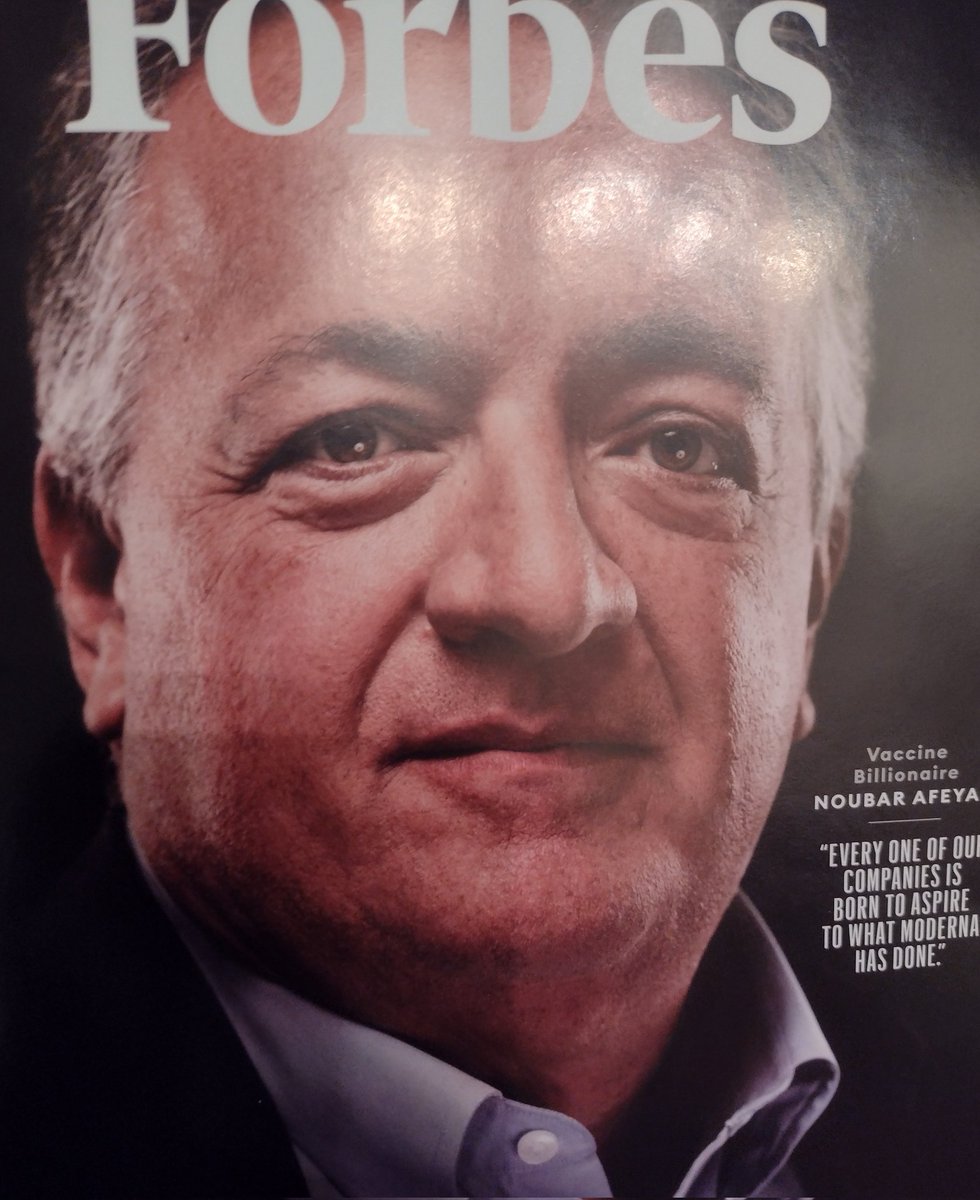 Forbes
Vaccine
Billionaire
NOUBAR AFEYA
“EVERY ONE OF OU
COMPANIES IS
BORN TO ASPIRE
TO WHAT MODERNA
HAS DONE.”